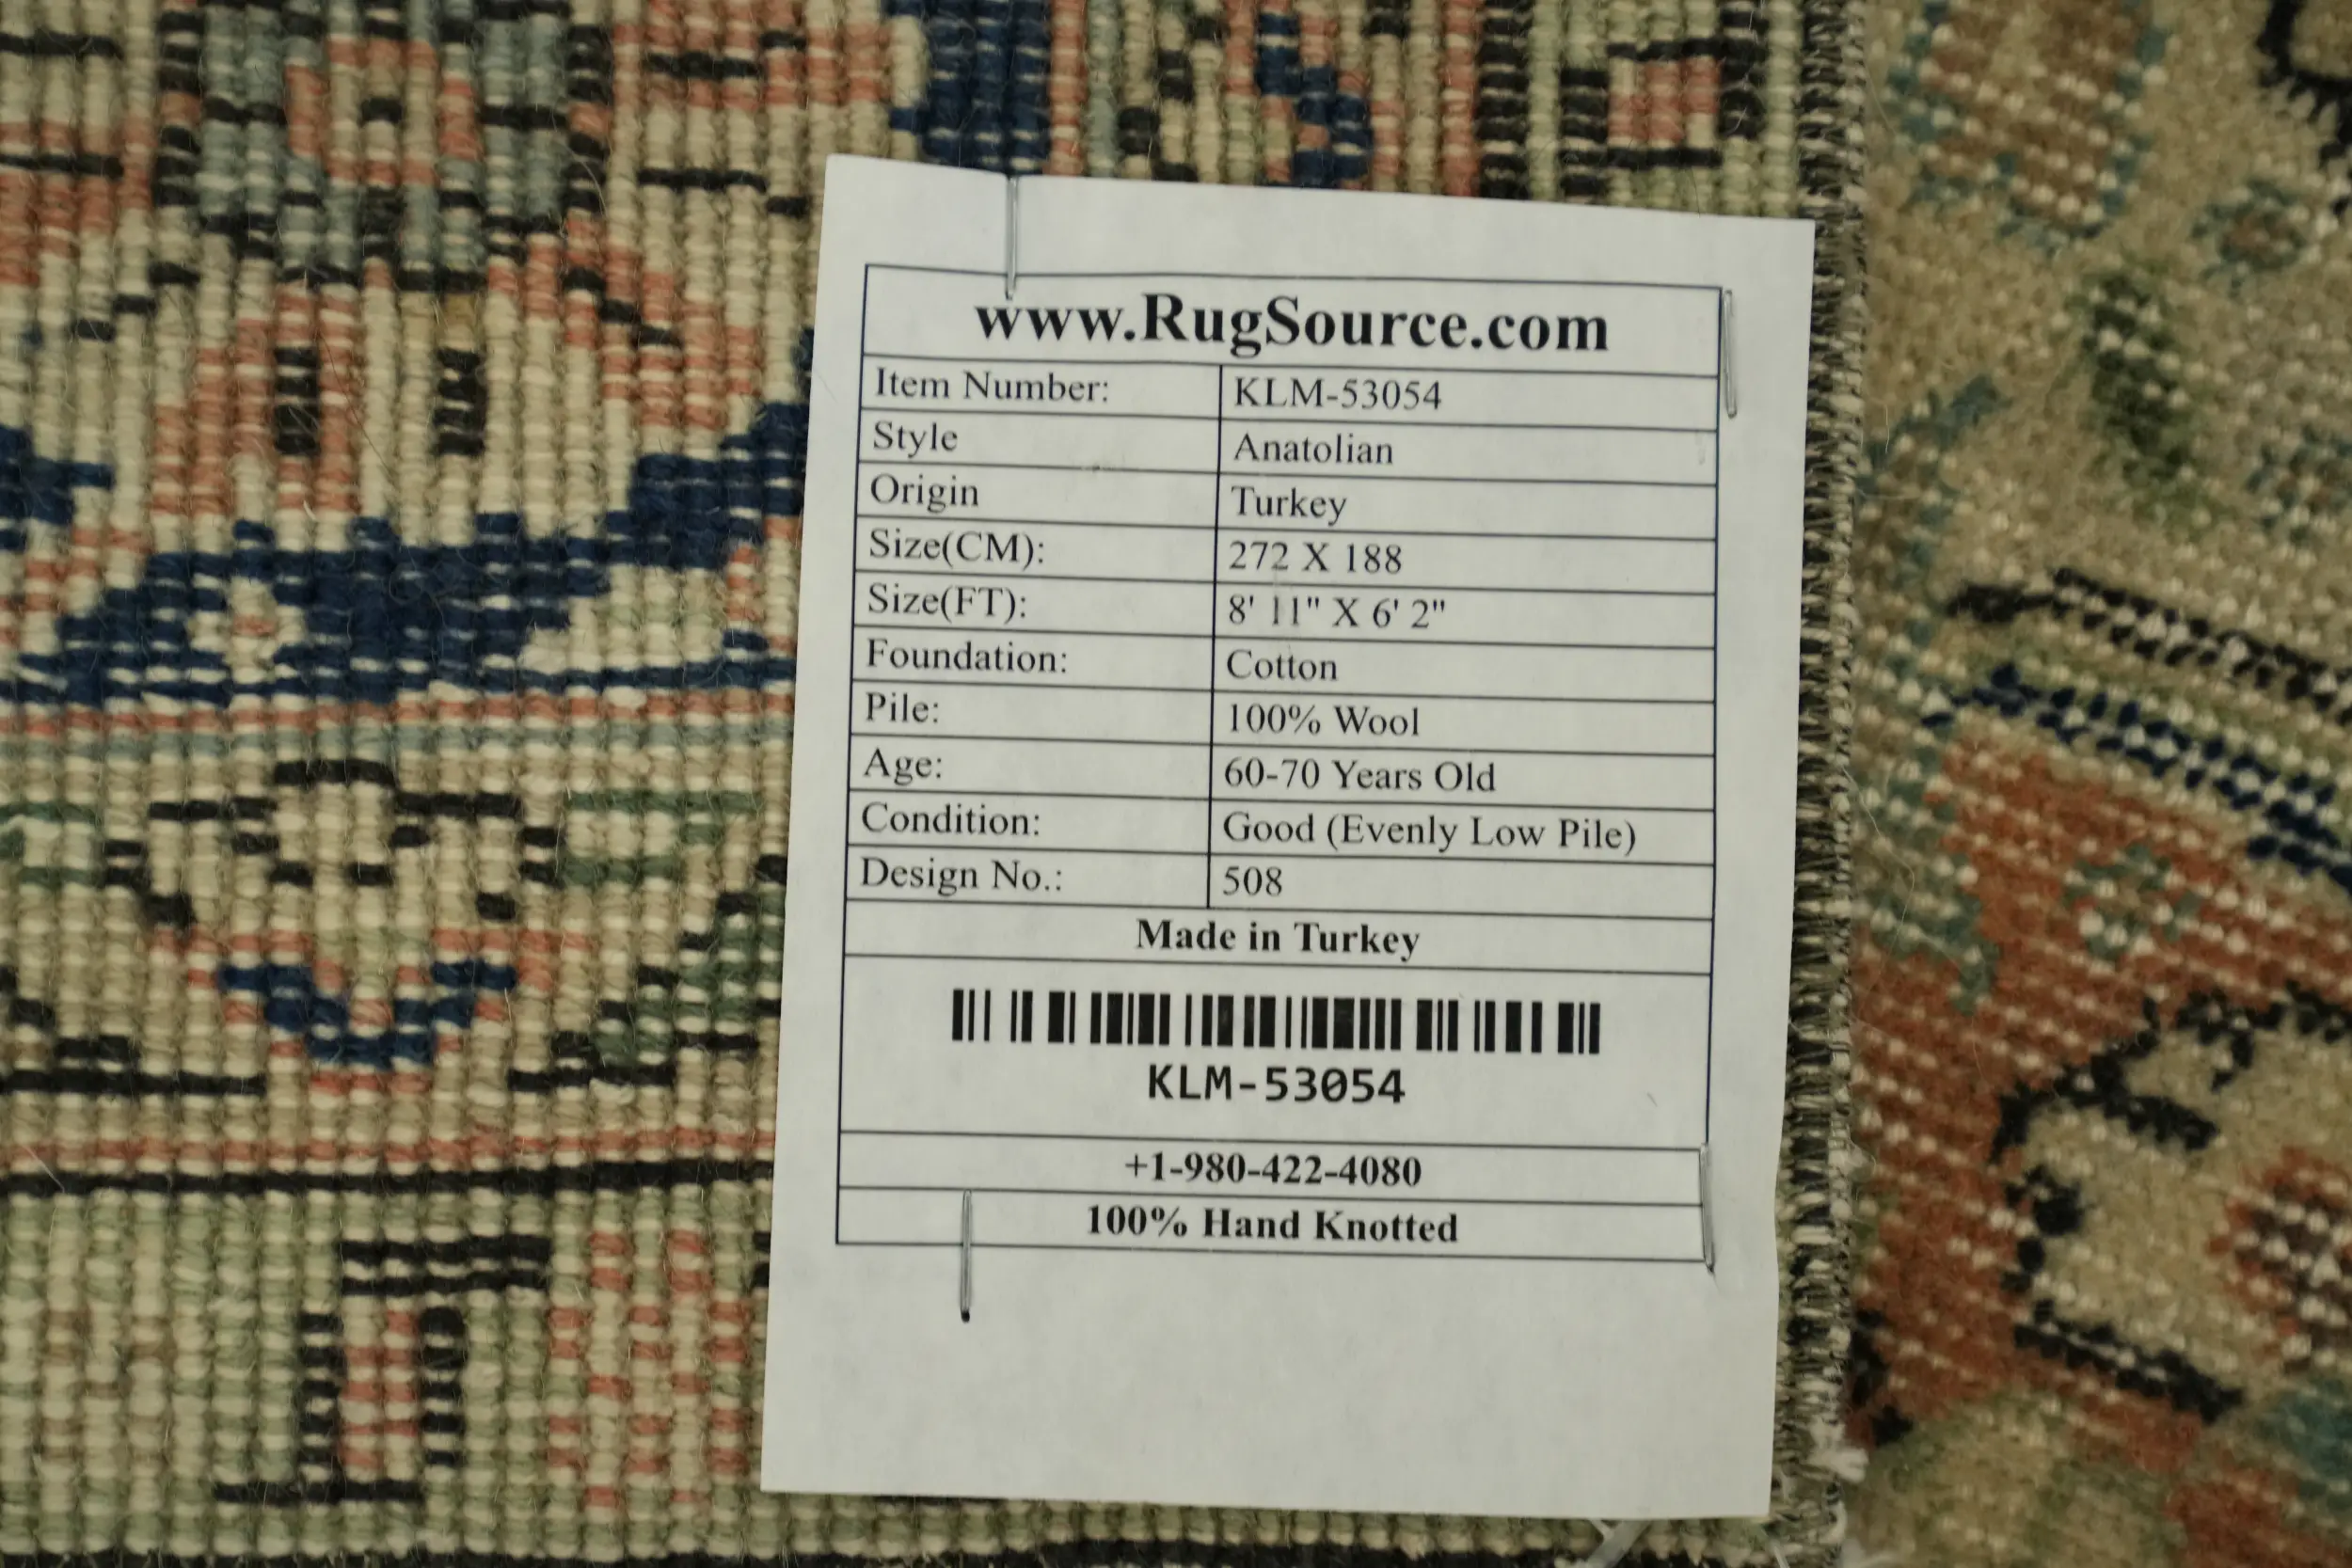 www.RugSource.com
Item Number: KLM-53054
Style Anatolian
Origin Turkey
Size(CM): 272 X 188
Size(FT): 8' 11" X 6' 2"
Foundation: Cotton
Pile: 100% Wool
Age: 60-70 Years Old
Condition: Good (Evenly Low Pile)
Design No.: 508
Made in Turkey
KLM-53054
+1-980-422-4080
100% Hand Knotted